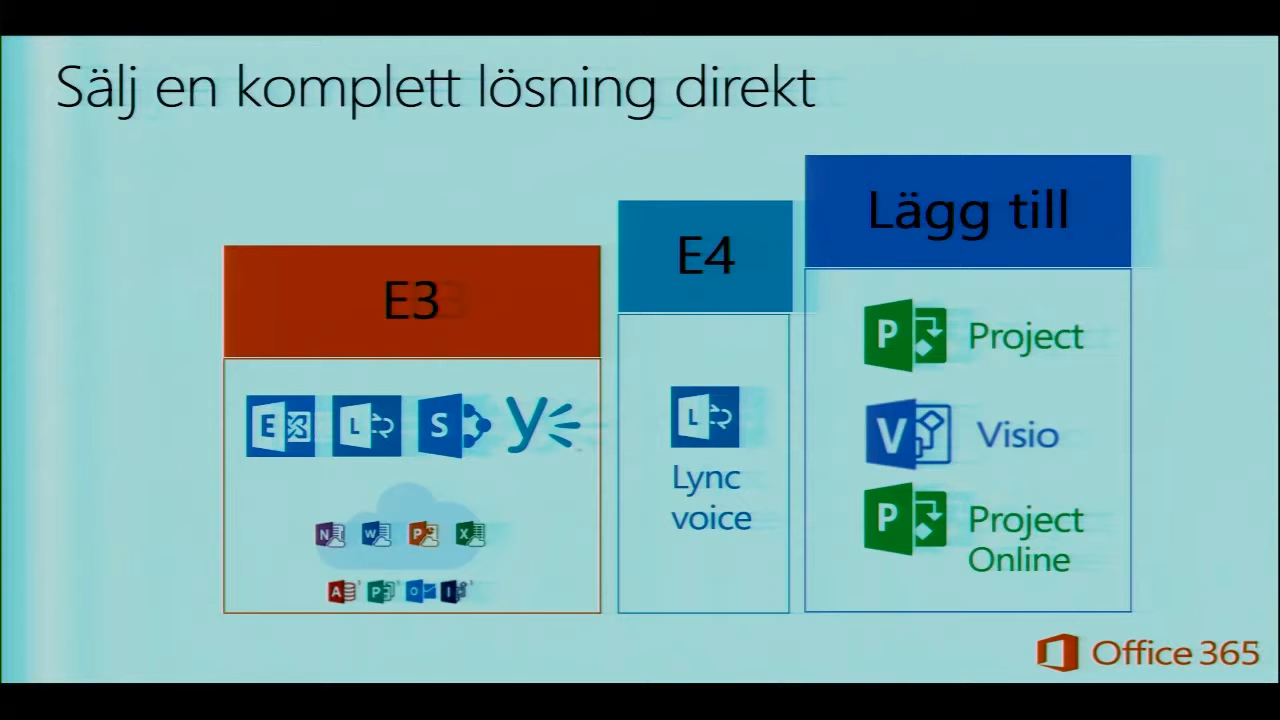 Sälj en komplett lösning direkt
E3
E4
Lägg till
E
L
S
y
N
W
P
X
A
P
O
I
L
Lync
voice
P
Project
V
Visio
P
Project
Online
Office 365